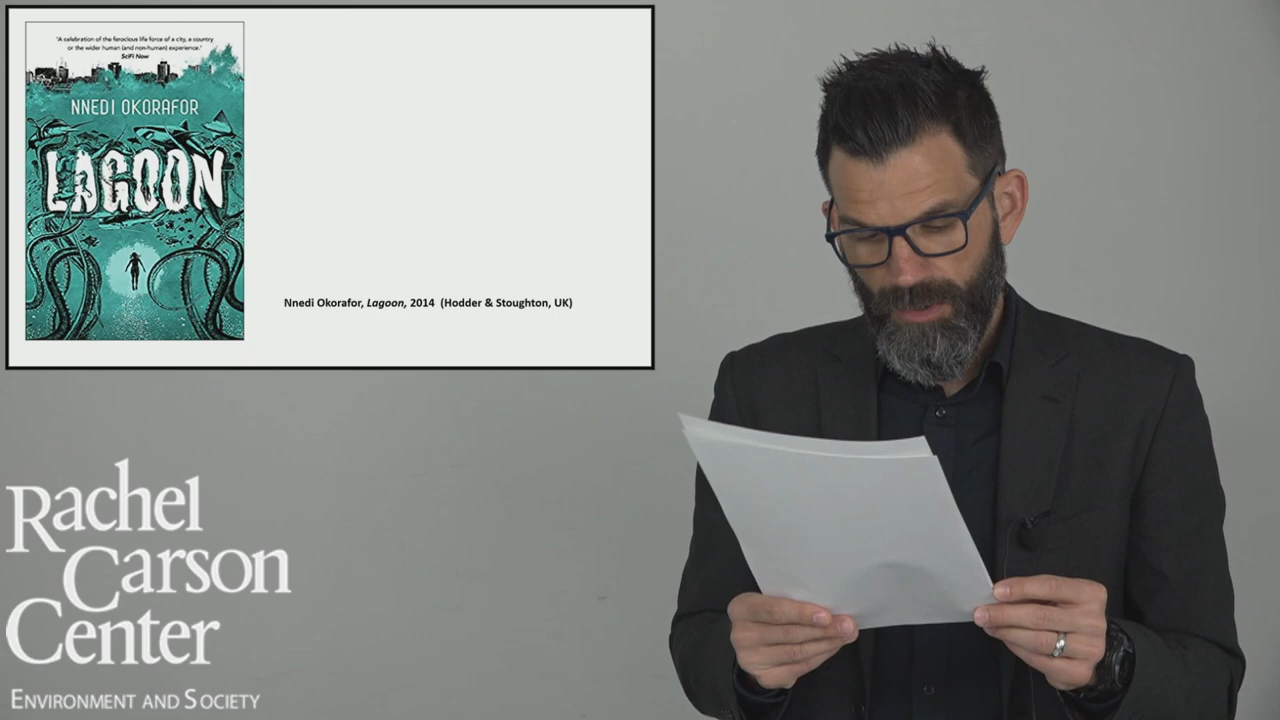 "A celebration of the ferocious life force of a city, a country
or the wider human (and non-human) experience."
SciFi Now
NNEDI OKORAFOR
LAGOON
Nnedi Okorafor, Lagoon, 2014 (Hodder & Stoughton, UK)
Rachel
Carson
Center
ENVIRONMENT AND SOCIETY